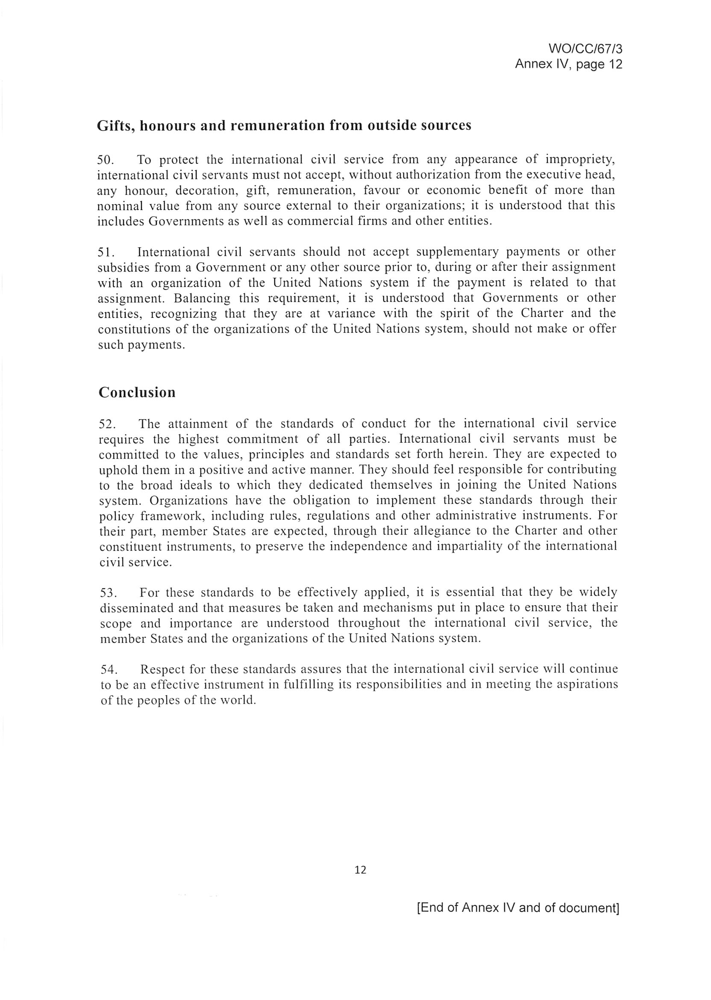 WO/CC/67/3
Annex IV, page 12
Gifts, honours and remuneration from outside sources
50. To protect the international civil service from any appearance of impropriety,
international civil servants must not accept, without authorization from the executive head,
any honour, decoration, gift, remuneration, favour or economic benefit of more than
nominal value from any source external to their organizations; it is understood that this
includes Governments as well as commercial firms and other entities.
51. International civil servants should not accept supplementary payments or other
subsidies from a Government or any other source prior to, during or after their assignment
with an organization of the United Nations system if the payment is related to that
assignment. Balancing this requirement, it is understood that Governments or other
entities, recognizing that they are at variance with the spirit of the Charter and the
constitutions of the organizations of the United Nations system, should not make or offer
such payments.
Conclusion
52. The attainment of the standards of conduct for the international civil service
requires the highest commitment of all parties. International civil servants must be
committed to the values, principles and standards set forth herein. They are expected to
uphold them in a positive and active manner. They should feel responsible for contributing
to the broad ideals to which they dedicated themselves in joining the United Nations
system. Organizations have the obligation to implement these standards through their
policy framework, including rules, regulations and other administrative instruments. For
their part, member States are expected, through their allegiance to the Charter and other
constituent instruments, to preserve the independence and impartiality of the international
civil service.
53. For these standards to be effectively applied, it is essential that they be widely
disseminated and that measures be taken and mechanisms put in place to ensure that their
scope and importance are understood throughout the international civil service, the
member States and the organizations of the United Nations system.
54. Respect for these standards assures that the international civil service will continue
to be an effective instrument in fulfilling its responsibilities and in meeting the aspirations
of the peoples of the world.
12
[End of Annex IV and of document]